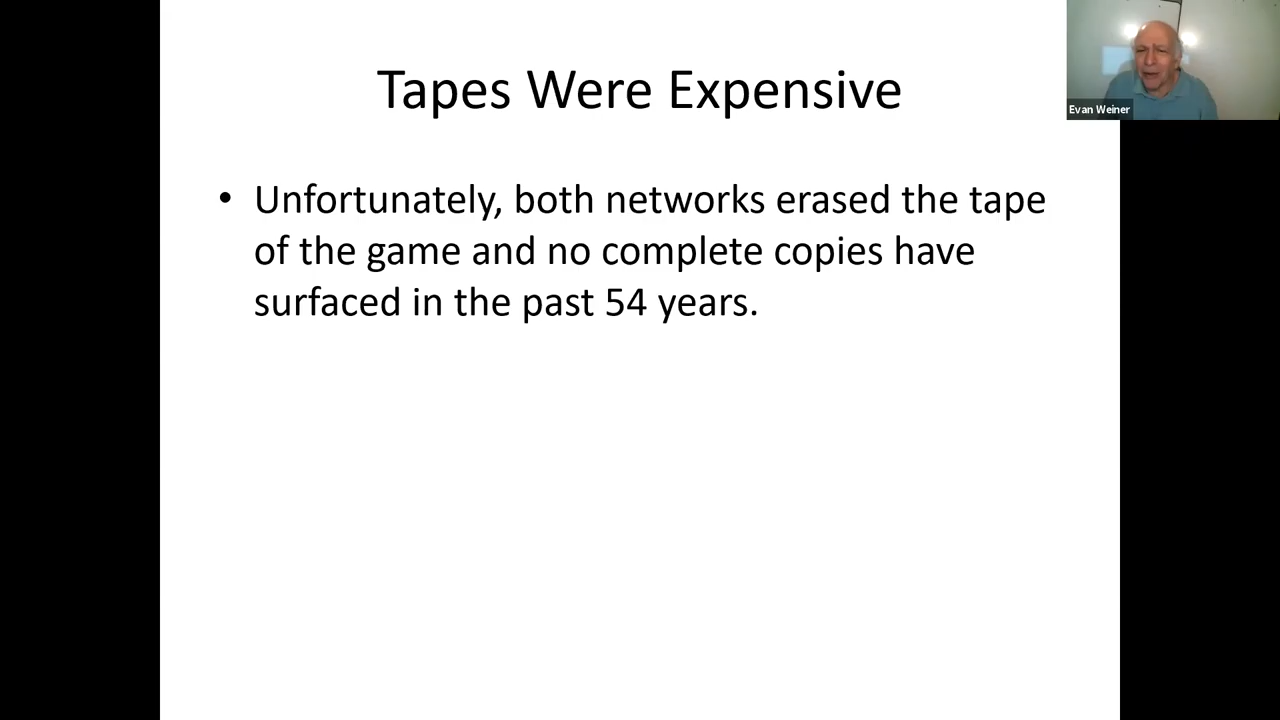 Tapes Were Expensive
Evan Weiner
• Unfortunately, both networks erased the tape
of the game and no complete copies have
surfaced in the past 54 years.